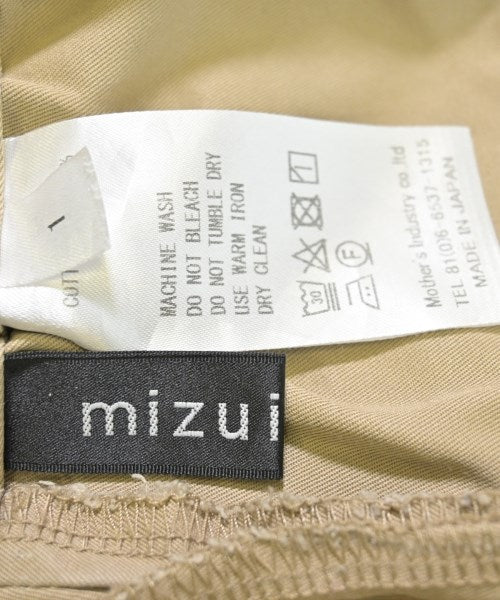 1
COTT
MACHINE WASH
DO NOT BLEACH
DO NOT TUMBLE DRY
USE WARM IRON
DRY CLEAN
30
F
Mother's Industry co.,ltd
TEL 81(0)6-6537-1315
MADE IN JAPAN
mizu